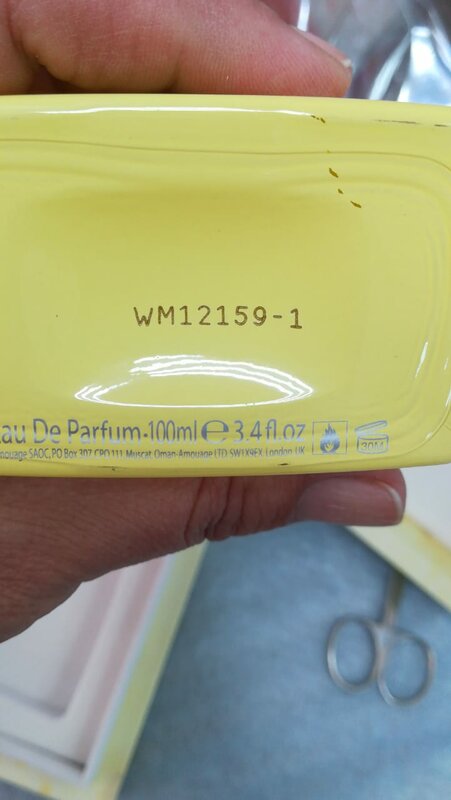 WM12159-1
au De Parfum-100ml ℮ 3.4 fl.oz
mouage SAOC, PO Box 307, CPO 111, Muscat, Oman-Amouage LTD, SW1X9EX, London, UK
30M